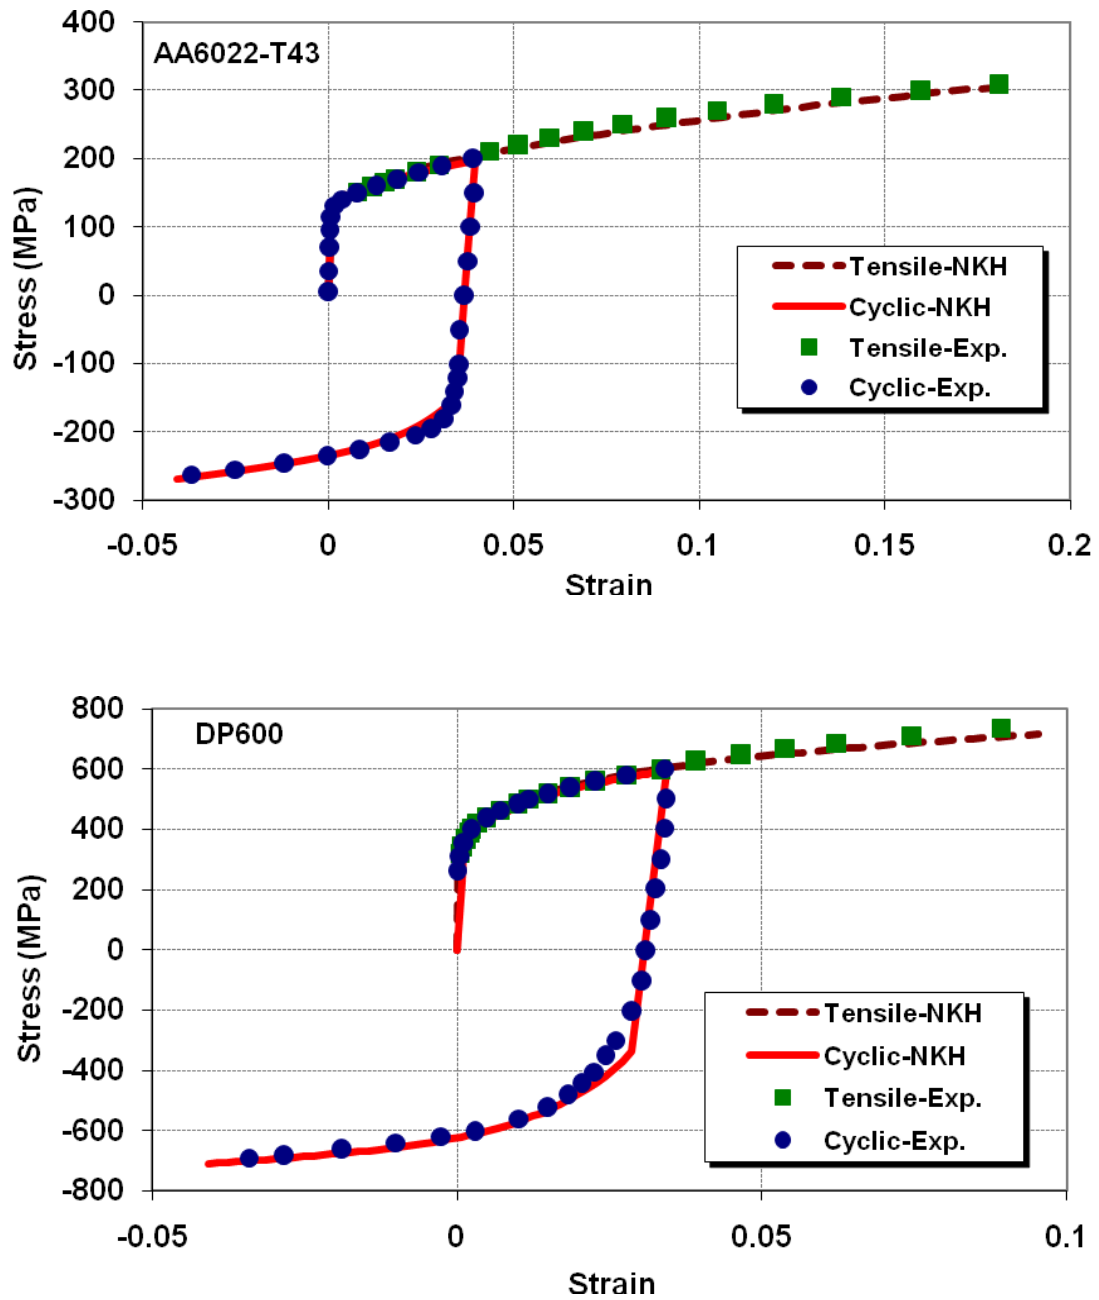 400
AA6022-T43
300
200
100
0
-100
-200
-300
Stress (MPa)
Tensile-NKH
Cyclic-NKH
Tensile-Exp.
Cyclic-Exp.
-0.05 0 0.05 0.1 0.15 0.2
Strain
800
DP600
600
400
200
0
-200
-400
-600
-800
Stress (MPa)
Tensile-NKH
Cyclic-NKH
Tensile-Exp.
Cyclic-Exp.
-0.05 0 0.05 0.1
Strain